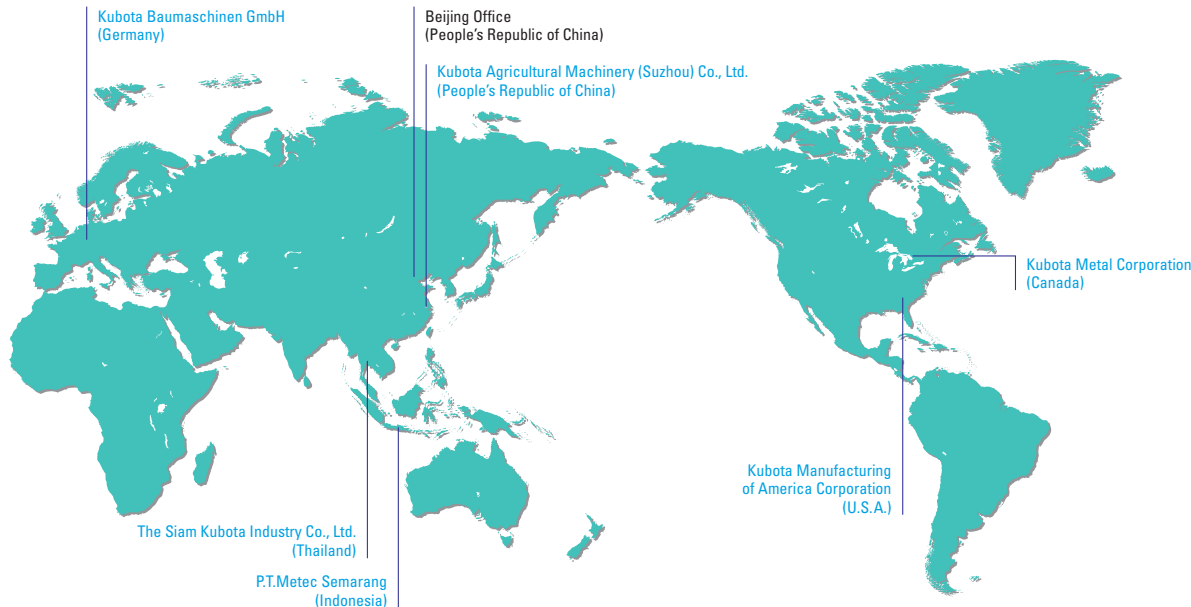 Kubota Baumaschinen GmbH
(Germany)
Beijing Office
(People's Republic of China)
Kubota Agricultural Machinery (Suzhou) Co., Ltd.
(People's Republic of China)
Kubota Metal Corporation
(Canada)
Kubota Manufacturing
of America Corporation
(U.S.A.)
The Siam Kubota Industry Co., Ltd.
(Thailand)
P.T.Metec Semarang
(Indonesia)